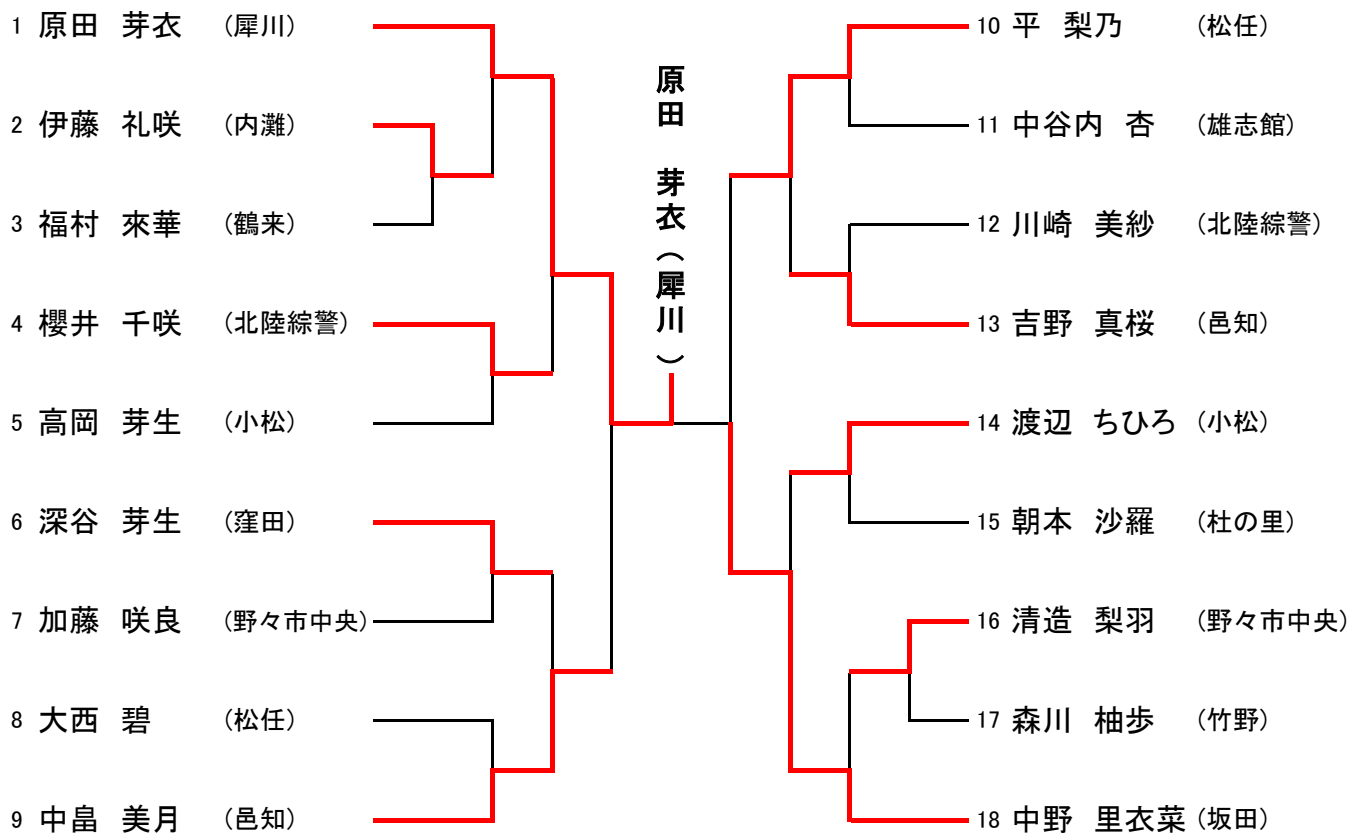 1 原田 芽衣 (犀川)
2 伊藤 礼咲 (内灘)
3 福村 來華 (鶴来)
4 櫻井 千咲 (北陸綜警)
5 高岡 芽生 (小松)
6 深谷 芽生 (窪田)
7 加藤 咲良 (野々市中央)
8 大西 碧 (松任)
9 中畠 美月 (邑知)
原田 芽衣(犀川)
10 平 梨乃 (松任)
11 中谷内 杏 (雄志館)
12 川崎 美紗 (北陸綜警)
13 吉野 真桜 (邑知)
14 渡辺 ちひろ (小松)
15 朝本 沙羅 (杜の里)
16 清造 梨羽 (野々市中央)
17 森川 柚歩 (竹野)
18 中野 里衣菜 (坂田)